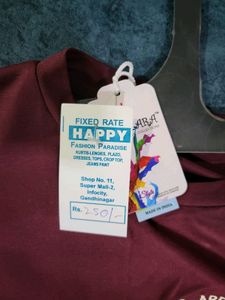 FIXED RATE
HAPPY
FASHION PARADISE
KURTIS-LENGIES, PLAZO,
DRESSES, TOPS, CROP TOP,
JEANS PANT
Shop No. 11,
Super Mall-2,
Infocity,
Gandhinagar
Rs. 250/-
MADE IN INDIA